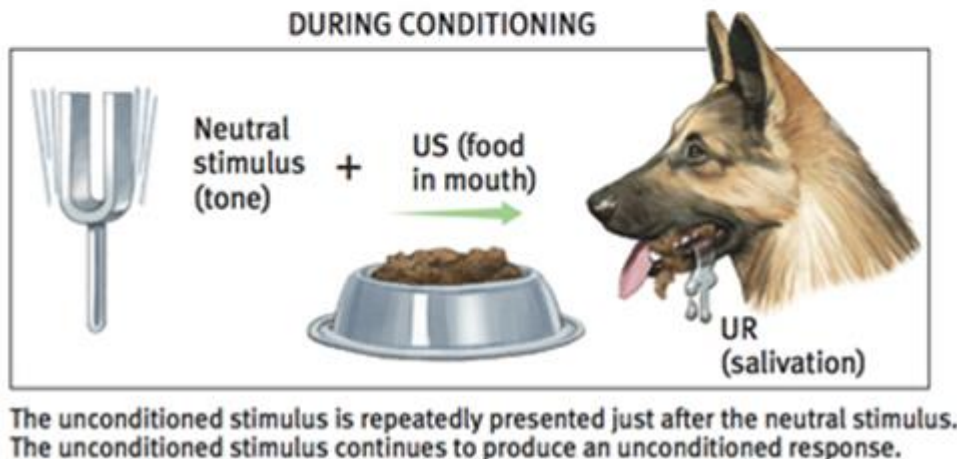 DURING CONDITIONING
Neutral
stimulus
(tone)
+
US (food
in mouth)
UR
(salivation)
The unconditioned stimulus is repeatedly presented just after the neutral stimulus.
The unconditioned stimulus continues to produce an unconditioned response.